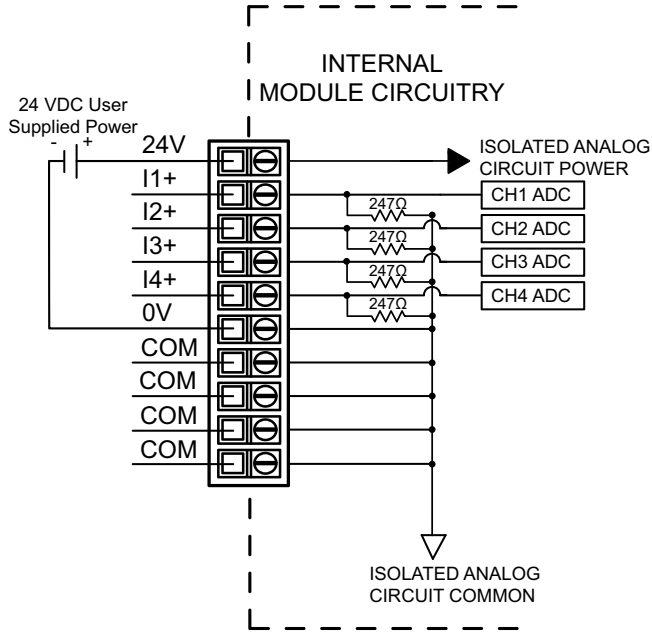 INTERNAL
MODULE CIRCUITRY
24 VDC User
Supplied Power
- +
24V
I1+
I2+
I3+
I4+
0V
COM
COM
COM
COM
ISOLATED ANALOG
CIRCUIT POWER
CH1 ADC
247Ω
CH2 ADC
247Ω
CH3 ADC
247Ω
CH4 ADC
247Ω
ISOLATED ANALOG
CIRCUIT COMMON